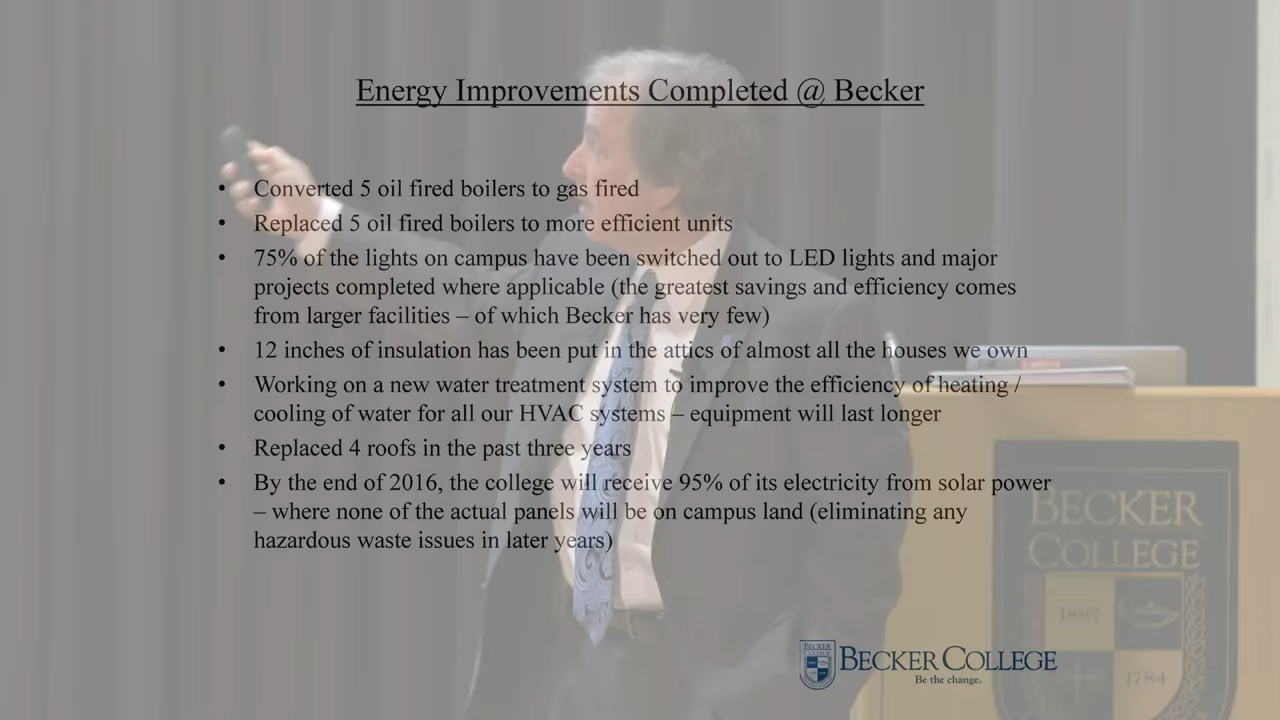 Energy Improvements Completed @ Becker
• Converted 5 oil fired boilers to gas fired
• Replaced 5 oil fired boilers to more efficient units
• 75% of the lights on campus have been switched out to LED lights and major
projects completed where applicable (the greatest savings and efficiency comes
from larger facilities – of which Becker has very few)
• 12 inches of insulation has been put in the attics of almost all the houses we own
• Working on a new water treatment system to improve the efficiency of heating /
cooling of water for all our HVAC systems – equipment will last longer
• Replaced 4 roofs in the past three years
• By the end of 2016, the college will receive 95% of its electricity from solar power
– where none of the actual panels will be on campus land (eliminating any
hazardous waste issues in later years)
BECKER
COLLEGE
1887
1784
BECKER
COLLEGE
BECKER COLLEGE
Be the change.